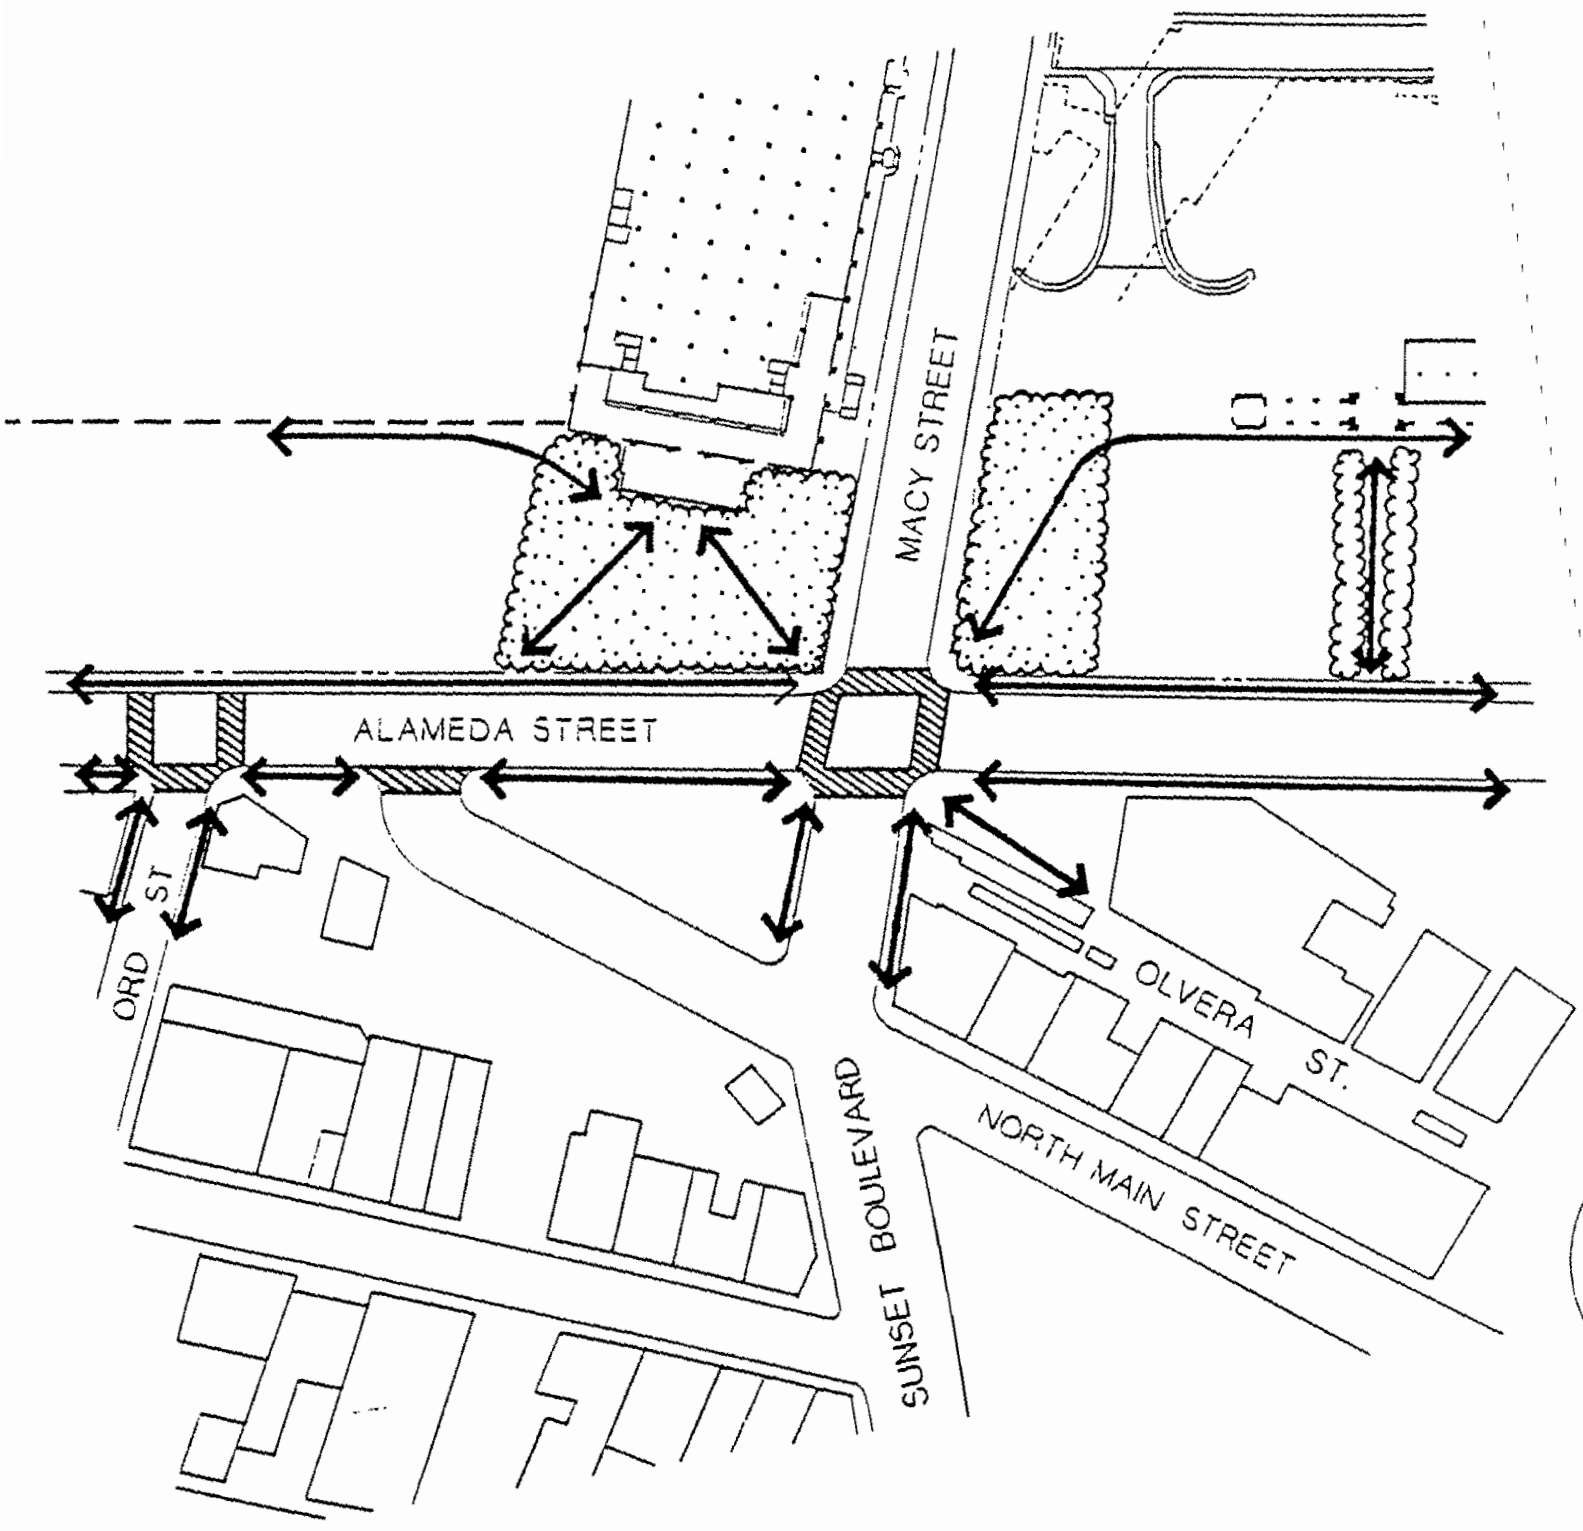 MACY STREET
ALAMEDA STREET
ORD ST
OLVERA ST.
NORTH MAIN STREET
SUNSET BOULEVARD